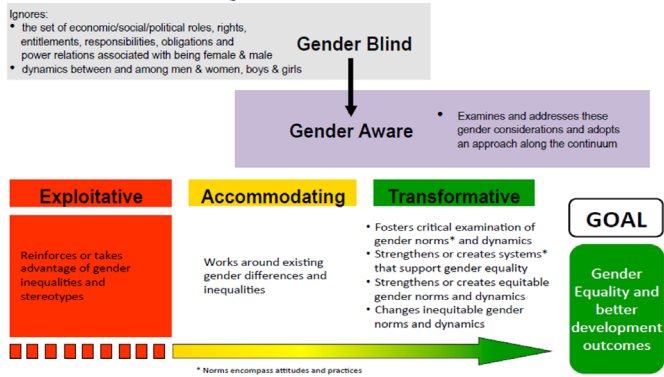 Ignores:
• the set of economic/social/political roles, rights,
entitlements, responsibilities, obligations and
power relations associated with being female & male
• dynamics between and among men & women, boys & girls
Gender Blind
Gender Aware
• Examines and addresses these
gender considerations and adopts
an approach along the continuum
Exploitative
Reinforces or takes
advantage of gender
inequalities and
stereotypes
Accommodating
Works around existing
gender differences and
inequalities
Transformative
• Fosters critical examination of
gender norms* and dynamics
• Strengthens or creates systems*
that support gender equality
• Strengthens or creates equitable
gender norms and dynamics
• Changes inequitable gender
norms and dynamics
GOAL
Gender
Equality and
better
development
outcomes
* Norms encompass attitudes and practices